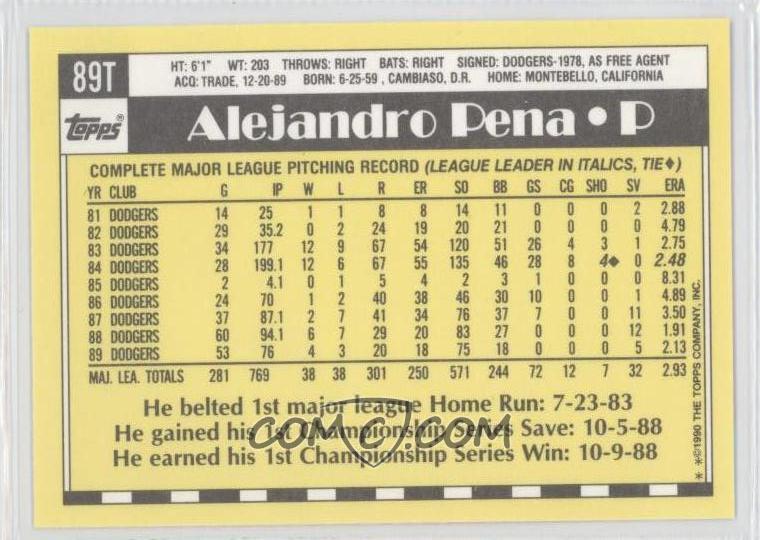 89T
HT: 6'1" WT: 203 THROWS: RIGHT BATS: RIGHT SIGNED: DODGERS-1978, AS FREE AGENT
ACQ: TRADE, 12-20-89 BORN: 6-25-59, CAMBIASO, D.R. HOME: MONTEBELLO, CALIFORNIA
topps®
Alejandro Pena • P
COMPLETE MAJOR LEAGUE PITCHING RECORD (LEAGUE LEADER IN ITALICS, TIE♦)
YR CLUB G IP W L R ER SO BB GS CG SHO SV ERA
81 DODGERS 14 25 1 1 8 8 14 11 0 0 0 2 2.88
82 DODGERS 29 35.2 0 2 24 19 20 21 0 0 0 0 4.79
83 DODGERS 34 177 12 9 67 54 120 51 26 4 3 1 2.75
84 DODGERS 28 199.1 12 6 67 55 135 46 28 8 4♦ 0 2.48
85 DODGERS 2 4.1 0 1 5 4 2 3 1 0 0 0 8.31
86 DODGERS 24 70 1 2 40 38 46 30 10 0 0 1 4.89
87 DODGERS 37 87.1 2 7 41 34 76 37 7 0 0 11 3.50
88 DODGERS 60 94.1 6 7 29 20 83 27 0 0 0 12 1.91
89 DODGERS 53 76 4 3 20 18 75 18 0 0 0 5 2.13
MAJ. LEA. TOTALS 281 769 38 38 301 250 571 244 72 12 7 32 2.93
He belted 1st major league Home Run: 7-23-83
He gained his 1st Championship Series Save: 10-5-88
He earned his 1st Championship Series Win: 10-9-88
* *©1990 THE TOPPS COMPANY, INC.
COMC.COM